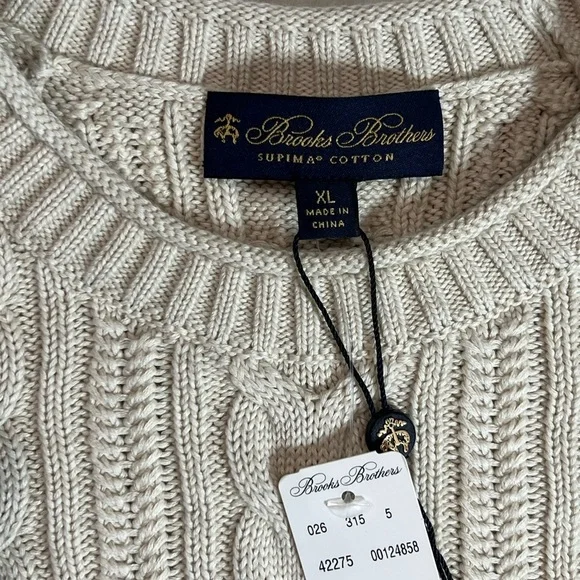 Brooks Brothers
SUPIMA® COTTON
XL
MADE IN
CHINA
Brooks Brothers
026 315 5
42275 00124858